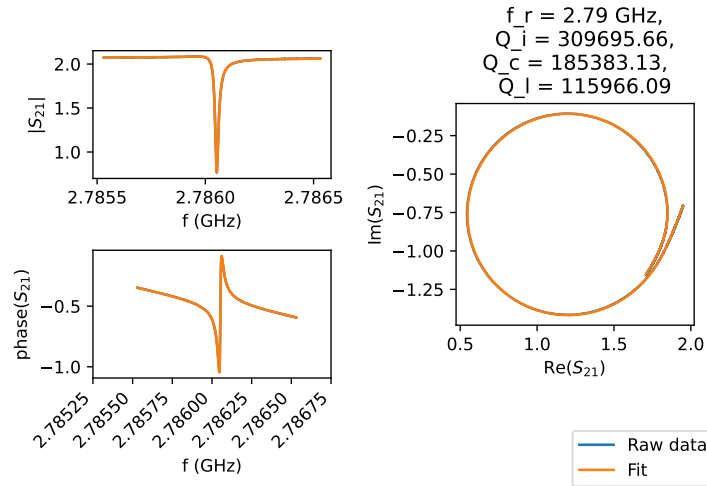 f_r = 2.79 GHz,
Q_i = 309695.66,
Q_c = 185383.13,
Q_l = 115966.09
|S₂₁|
2.0
1.5
1.0
2.7855
2.7860
2.7865
f (GHz)
phase(S₂₁)
−0.5
−1.0
2.78525
2.78550
2.78575
2.78600
2.78625
2.78650
2.78675
f (GHz)
Im(S₂₁)
−0.25
−0.50
−0.75
−1.00
−1.25
0.5
1.0
1.5
2.0
Re(S₂₁)
Raw data
Fit